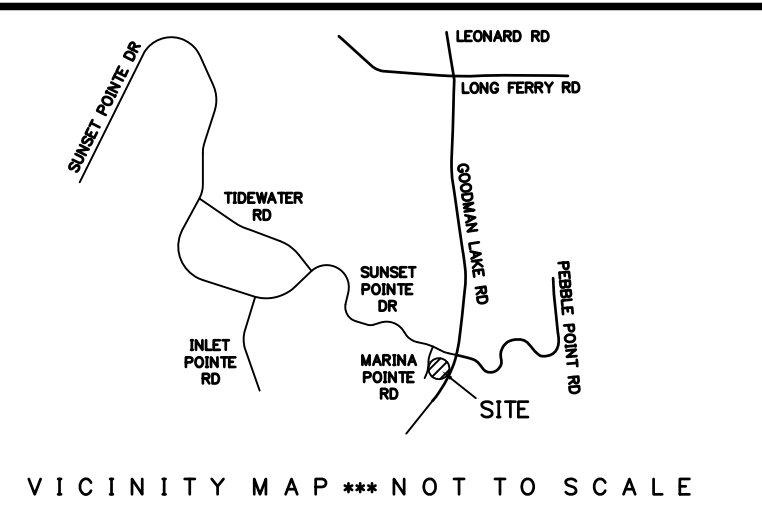 LEONARD RD
SUNSET POINTE DR
LONG FERRY RD
TIDEWATER
RD
GOODMAN LAKE RD
SUNSET
POINTE
DR
PEBBLE POINT RD
INLET
POINTE
RD
MARINA
POINTE
RD
SITE
VICINITY MAP***NOT TO SCALE